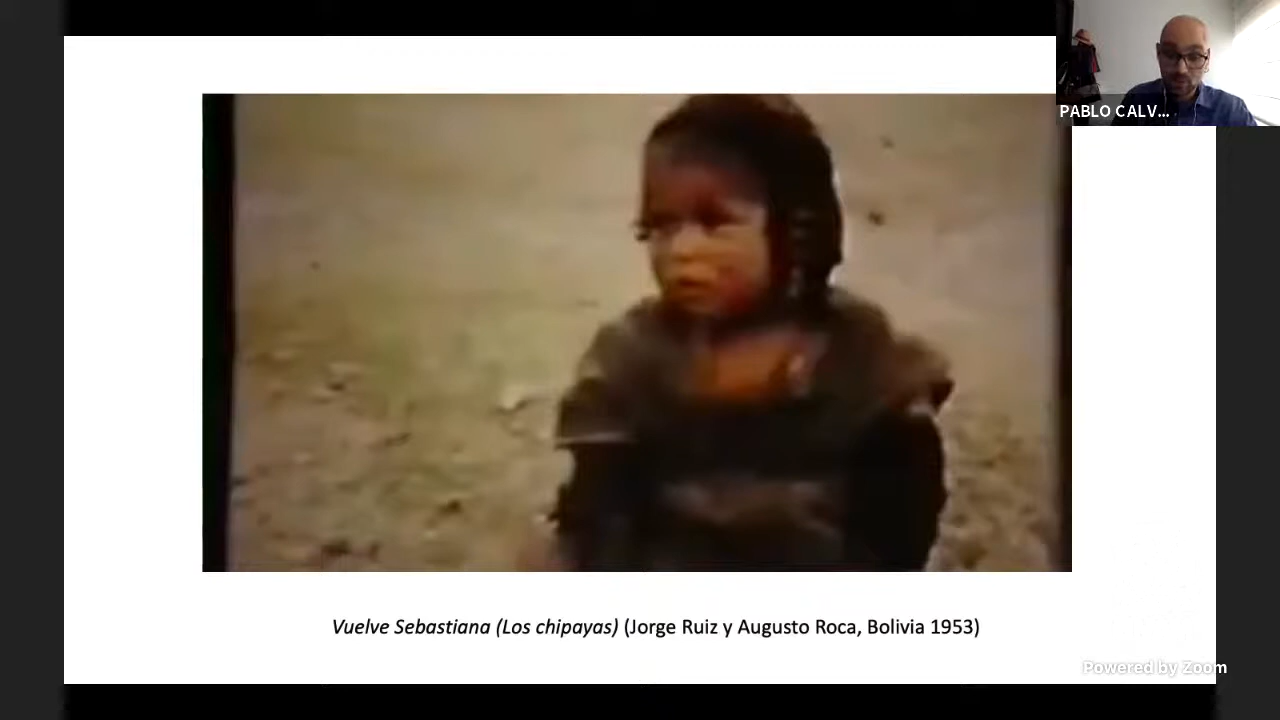 PABLO CALV...
Vuelve Sebastiana (Los chipayas) (Jorge Ruiz y Augusto Roca, Bolivia 1953)
Powered by Zoom